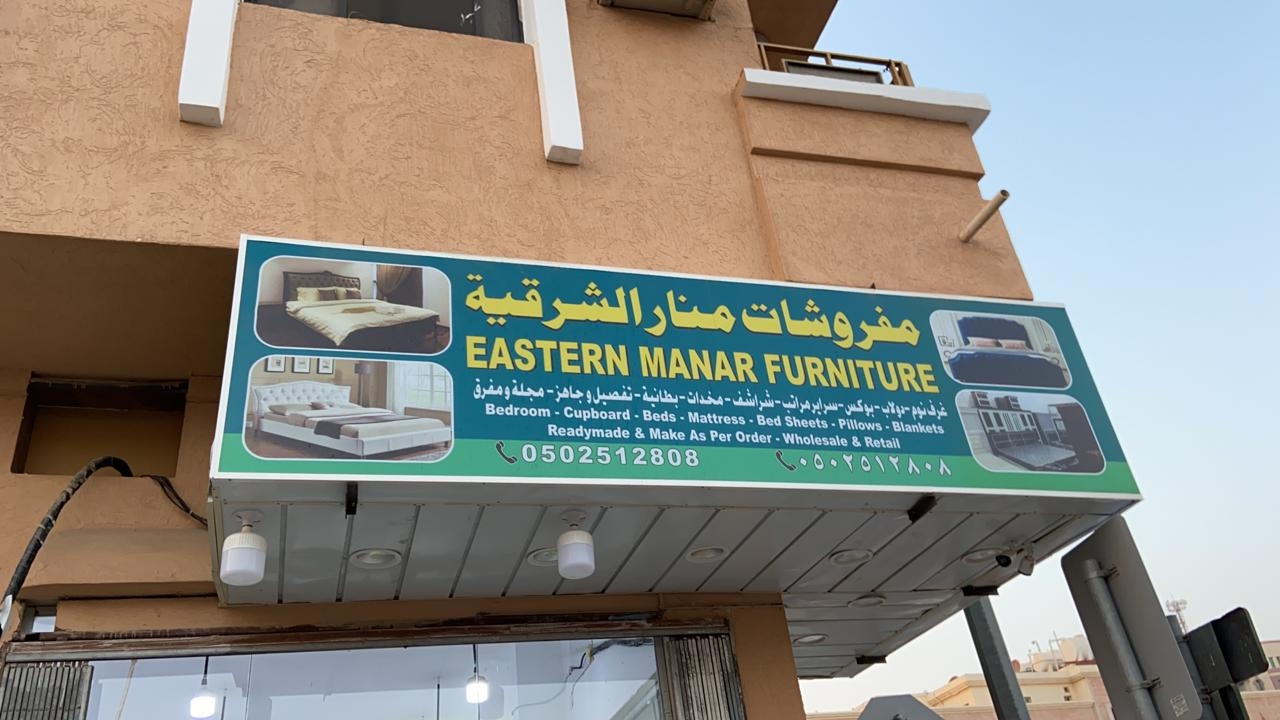 مفروشات منار الشرقية
EASTERN MANAR FURNITURE
غرف نوم - دولاب - بوكس - سراير مراتب - شراشف - مخدات - بطانية - تفصيل و جاهز - مجلة و مفرق
Bedroom - Cupboard - Beds - Mattress - Bed Sheets - Pillows - Blankets
Readymade & Make As Per Order - Wholesale & Retail
0502512808 ٠٥٠٢٥١٢٨٠٨